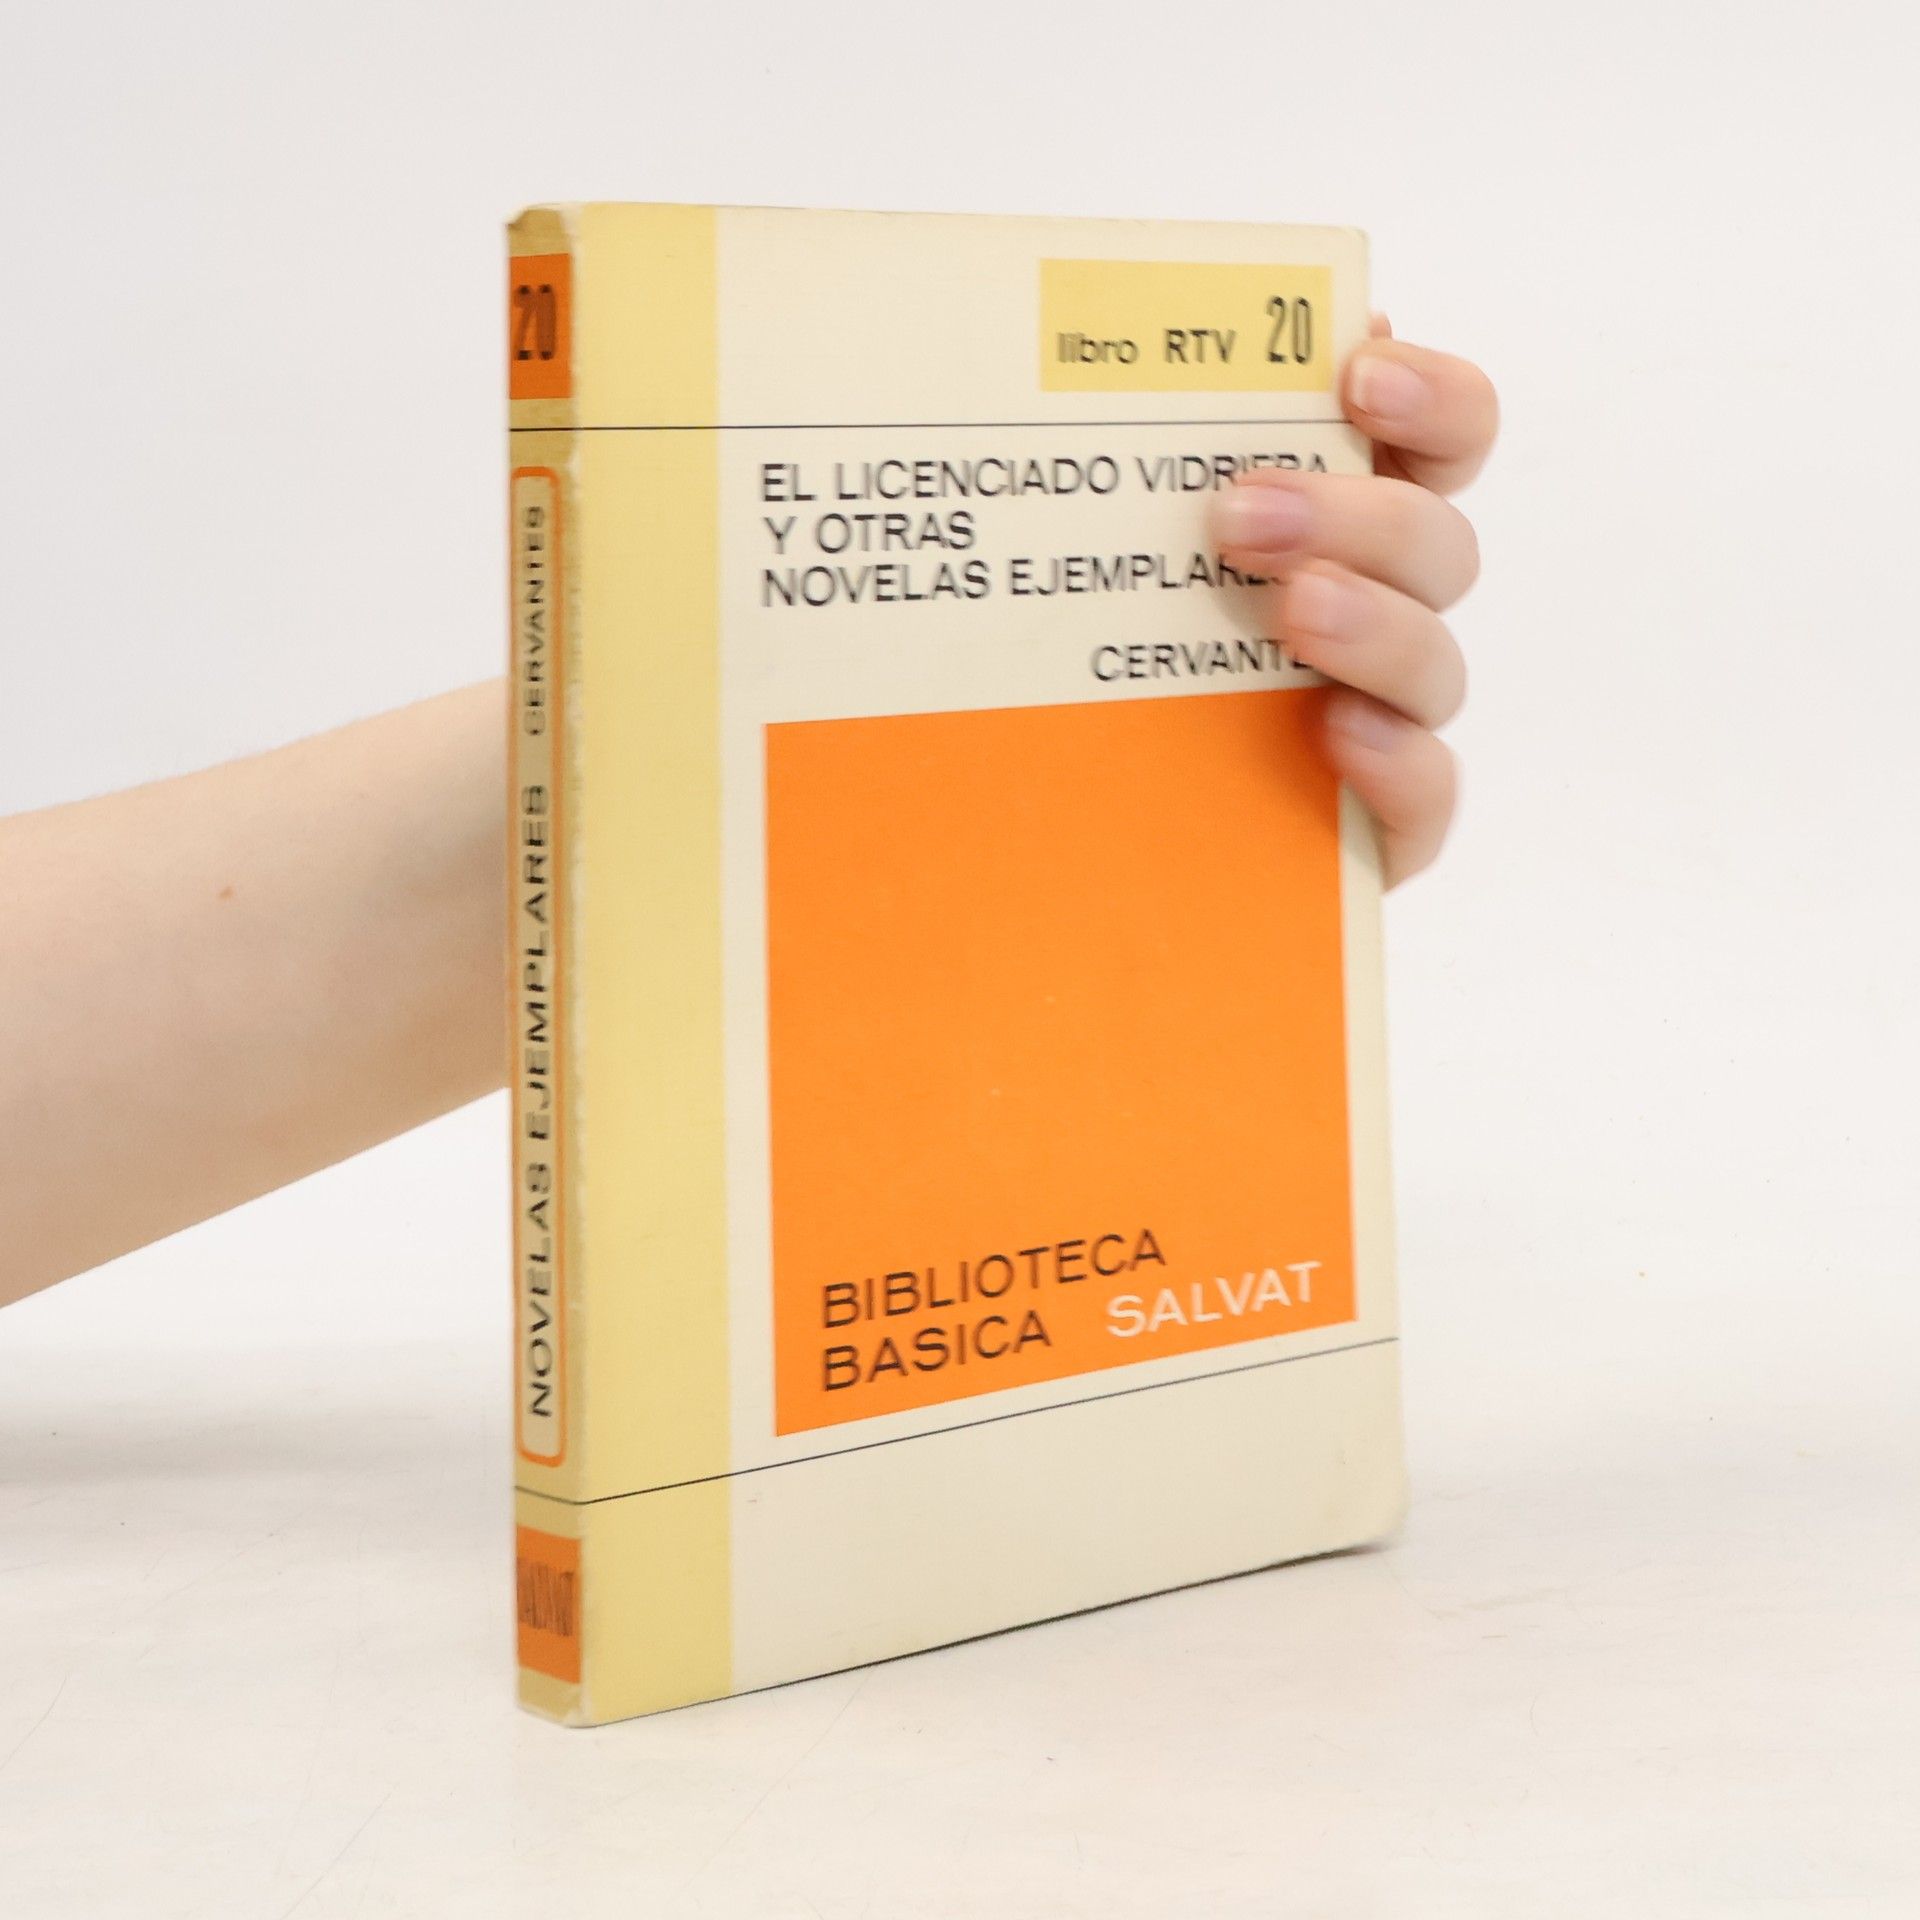 20
NOVELAS EJEMPLARES CERVANTES
SALVAT
libro RTV 20
EL LICENCIADO VIDRIERA
Y OTRAS
NOVELAS EJEMPLARES
CERVANTES
BIBLIOTECA
BASICA SALVAT